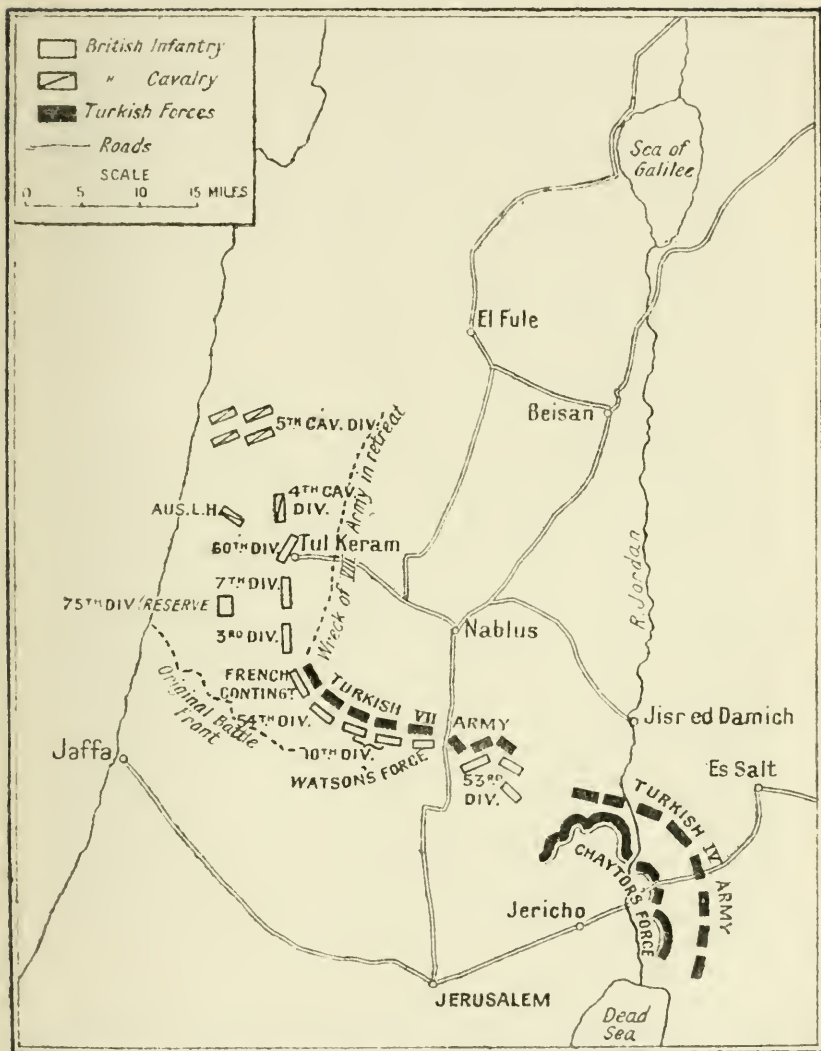 British Infantry
" Cavalry
Turkish Forces
Roads
SCALE
0 5 10 15 MILES
Sea of
Galilee
El Fule
Beisan
5TH CAV. DIV.
Wreck of VIII Army in retreat
4TH CAV.
DIV.
AUS.L.H.
60TH DIV.
Tul Keram
R. Jordan
7TH DIV.
75TH DIV. RESERVE
3RD DIV.
Nablus
FRENCH
CONTINGT.
TURKISH VII
ARMY
Original Battle
Front
54TH DIV.
Jisr ed Damich
Jaffa
10TH DIV.
WATSON'S FORCE
53RD
DIV.
Es Salt
TURKISH IV
ARMY
CHAYTORS FORCE
Jericho
JERUSALEM
Dead
Sea